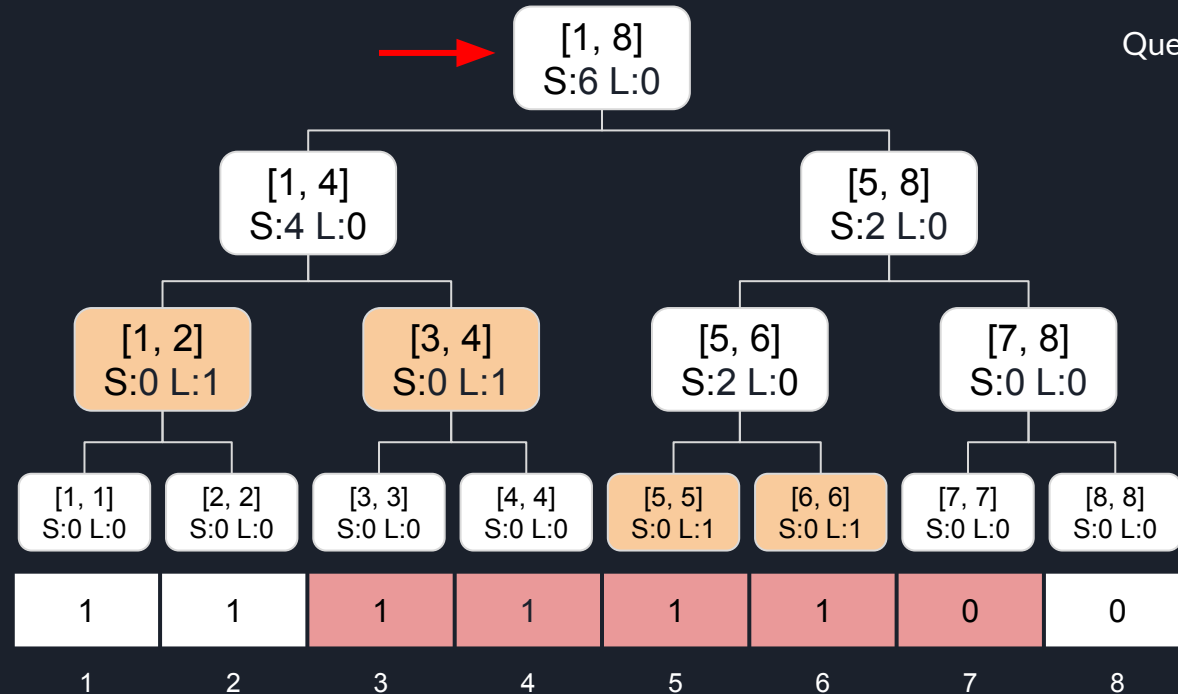 [1, 8]
S:6 L:0
Que
[1, 4]
S:4 L:0
[5, 8]
S:2 L:0
[1, 2]
S:0 L:1
[3, 4]
S:0 L:1
[5, 6]
S:2 L:0
[7, 8]
S:0 L:0
[1, 1]
S:0 L:0
[2, 2]
S:0 L:0
[3, 3]
S:0 L:0
[4, 4]
S:0 L:0
[5, 5]
S:0 L:1
[6, 6]
S:0 L:1
[7, 7]
S:0 L:0
[8, 8]
S:0 L:0
1 1 1 1 1 1 0 0
1 2 3 4 5 6 7 8